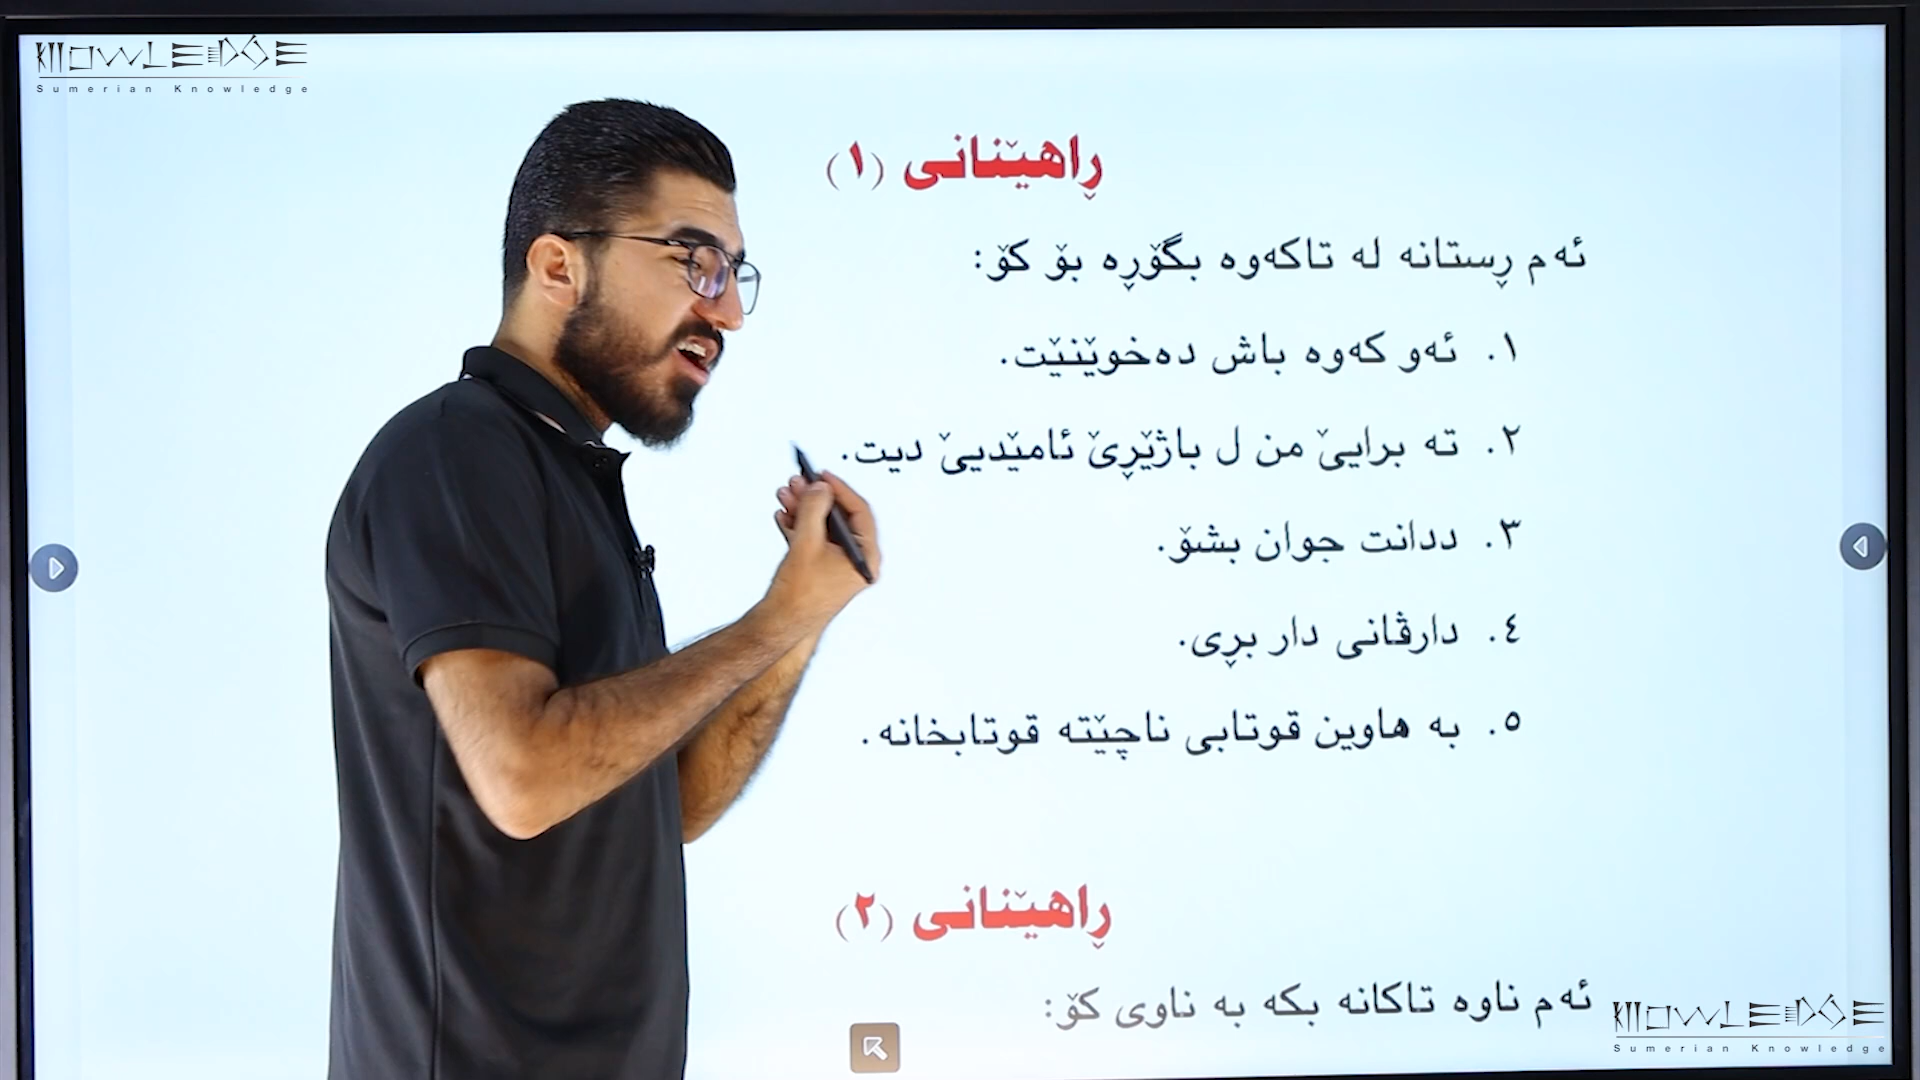 KNOWLEDGE
Sumerian Knowledge
ڕاهێنانی (١)
ئەم ڕستانە لە تاکەوە بگۆڕە بۆ کۆ:
١. ئەو کەوە باش دەخوێنێت.
٢. تە برایێ من ل باژێڕێ ئامێدیێ دیت.
٣. ددانت جوان بشۆ.
٤. دارڤانی دار بڕی.
٥. بە هاوین قوتابی ناچێتە قوتابخانە.
ڕاهێنانی (٢)
ئەم ناوە تاکانە بکە بە ناوی کۆ:
KNOWLEDGE
Sumerian Knowledge